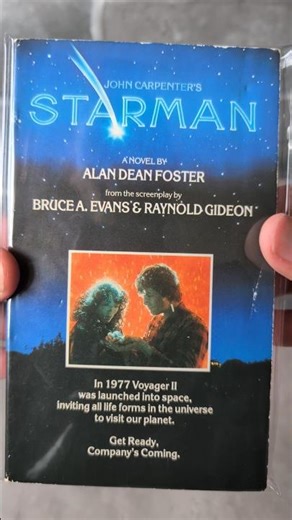 JOHN CARPENTER'S
STARMAN
A NOVEL BY
ALAN DEAN FOSTER
from the screenplay by
BRUCE A. EVANS & RAYNOLD GIDEON
In 1977 Voyager II
was launched into space,
inviting all life forms in the universe
to visit our planet.
Get Ready,
Company's Coming.